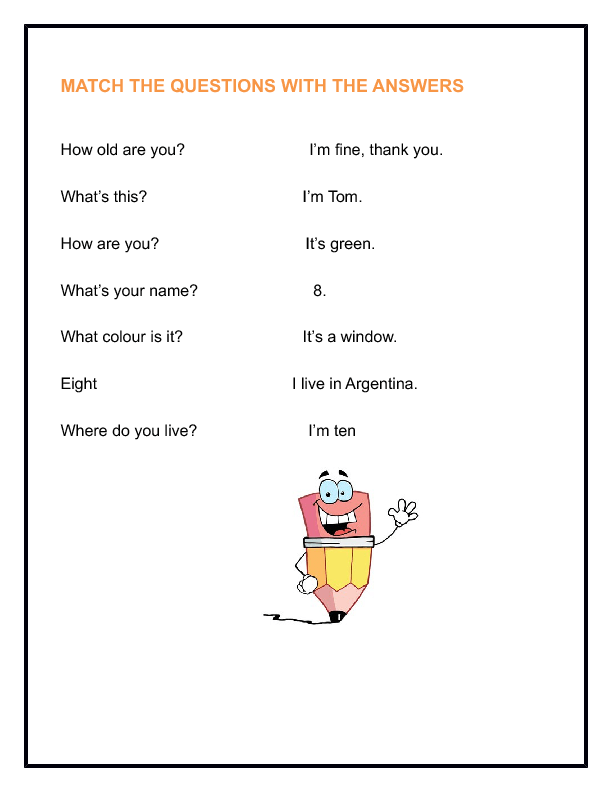 MATCH THE QUESTIONS WITH THE ANSWERS
How old are you? I’m fine, thank you.
What’s this? I’m Tom.
How are you? It’s green.
What’s your name? 8.
What colour is it? It’s a window.
Eight I live in Argentina.
Where do you live? I’m ten